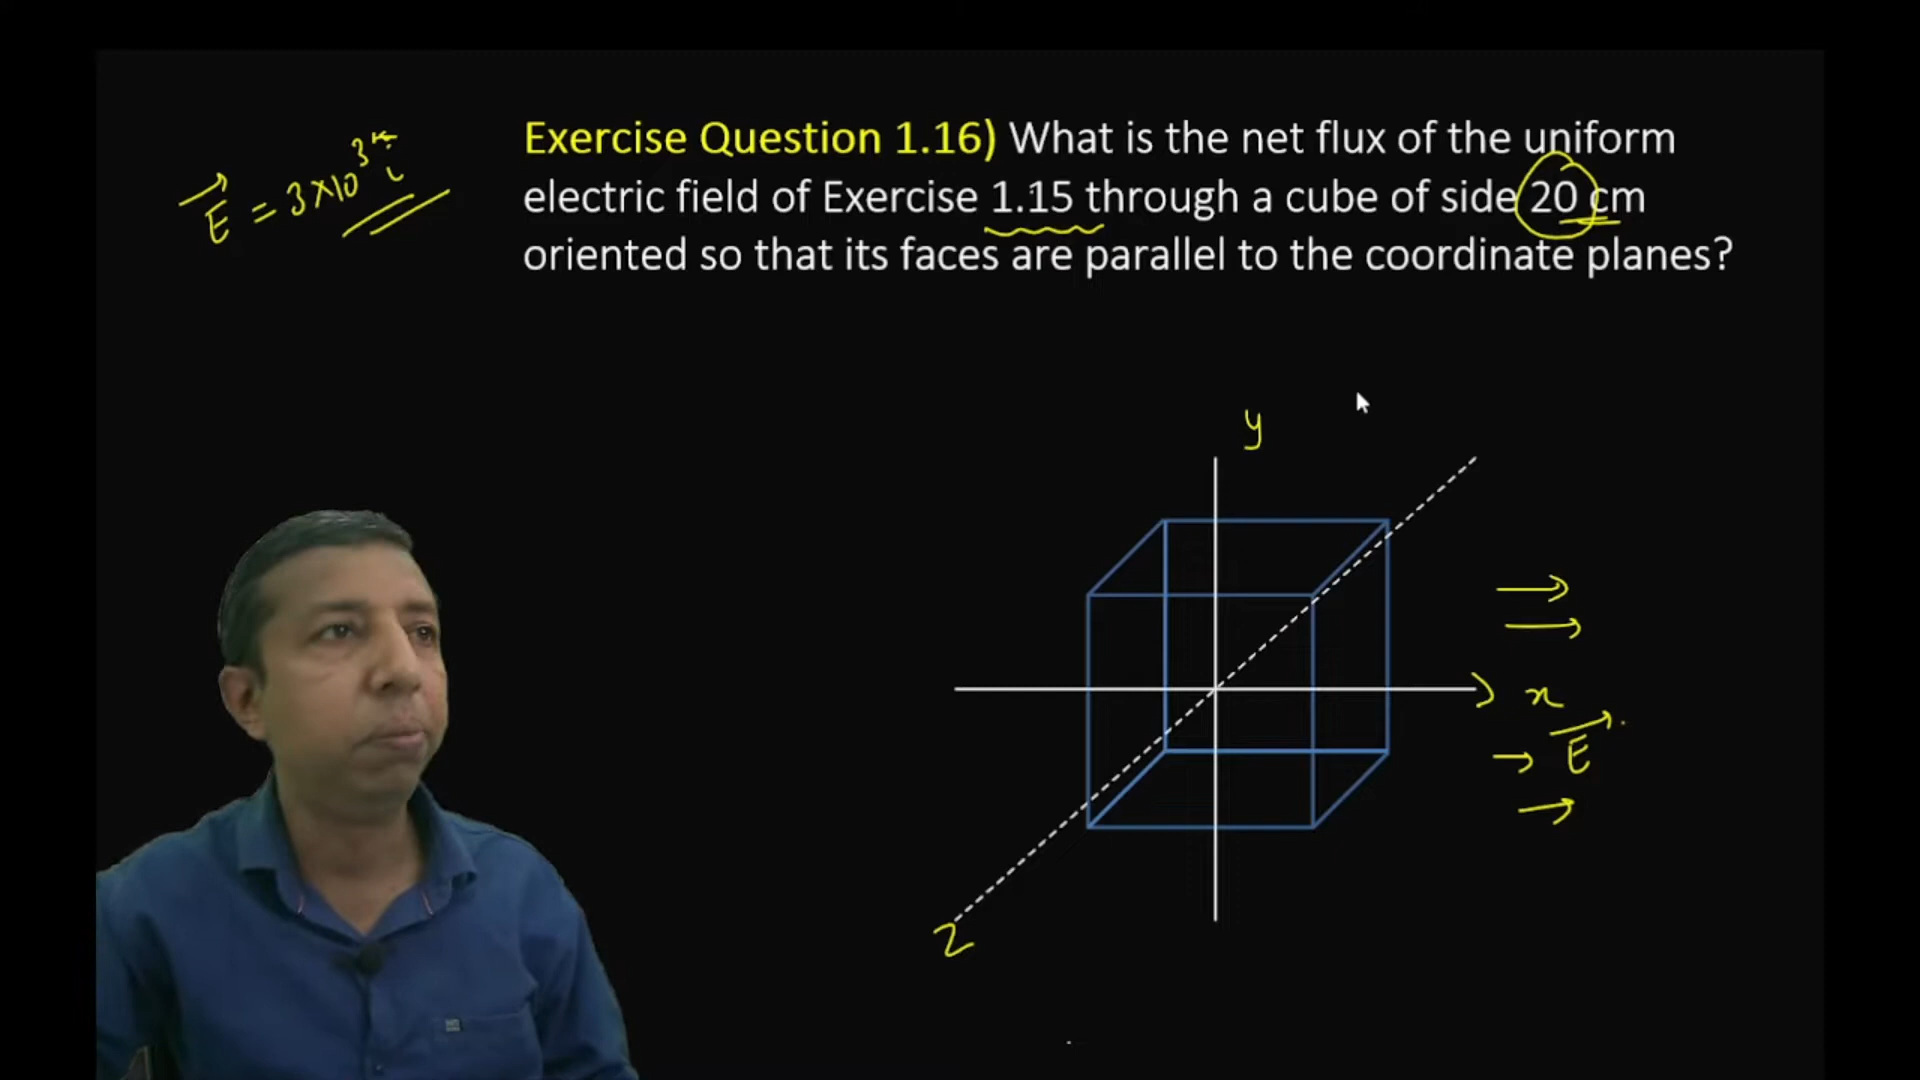 E = 3×10³ î
Exercise Question 1.16) What is the net flux of the uniform
electric field of Exercise 1.15 through a cube of side 20 cm
oriented so that its faces are parallel to the coordinate planes?
y
x
E
z